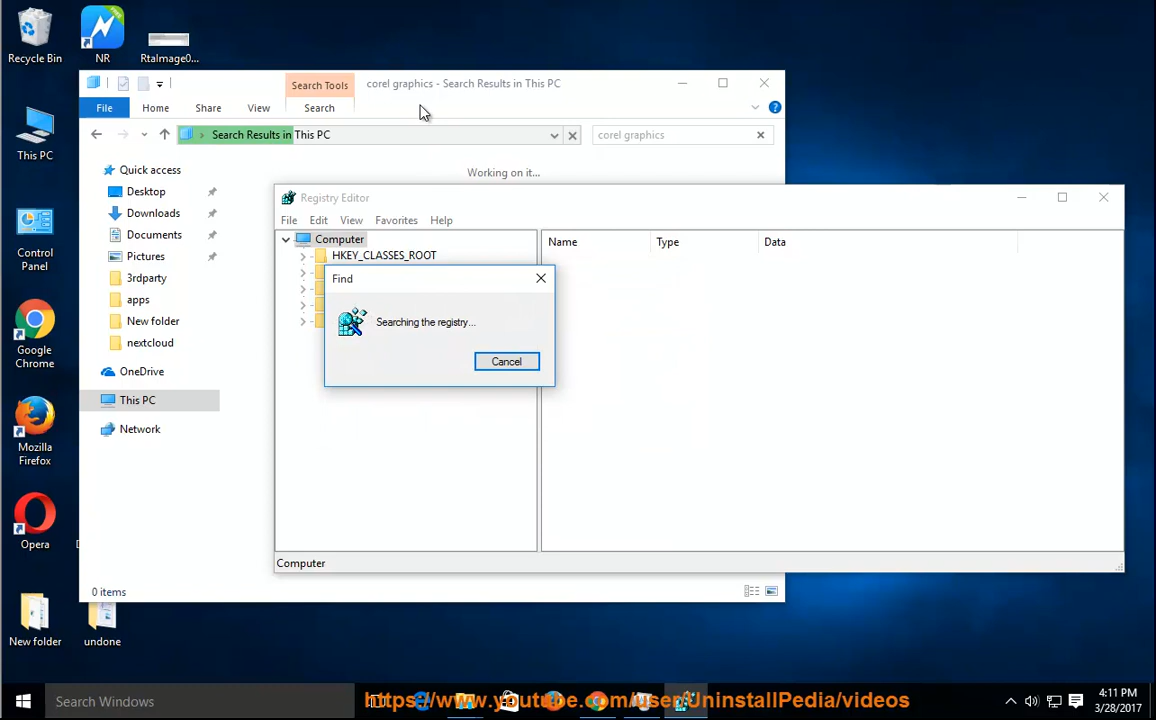 Recycle Bin
NR
RtaImage0...
This PC
Control
Panel
Google
Chrome
Mozilla
Firefox
Opera
New folder
undone
Search Tools
corel graphics - Search Results in This PC
File
Home
Share
View
Search
Search Results in This PC
corel graphics
Working on it...
Quick access
Desktop
Downloads
Documents
Pictures
3rdparty
apps
New folder
nextcloud
OneDrive
This PC
Network
0 items
Registry Editor
File
Edit
View
Favorites
Help
Computer
HKEY_CLASSES_ROOT
Name
Type
Data
Find
Searching the registry...
Cancel
Computer
Search Windows
https://www.youtube.com/user/UninstallPedia/videos
4:11 PM
3/28/2017